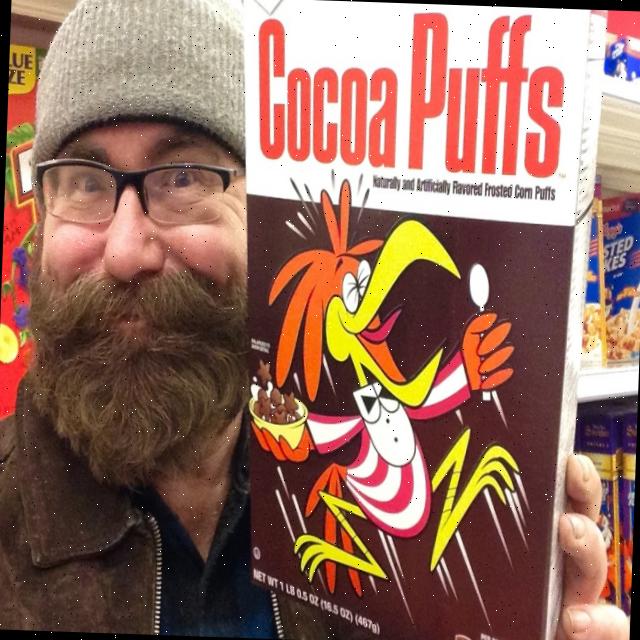 Cocoa Puffs
Naturally and Artificially Flavored Frosted Corn Puffs
NET WT 1 LB 0.5 OZ (16.5 OZ) (467g)